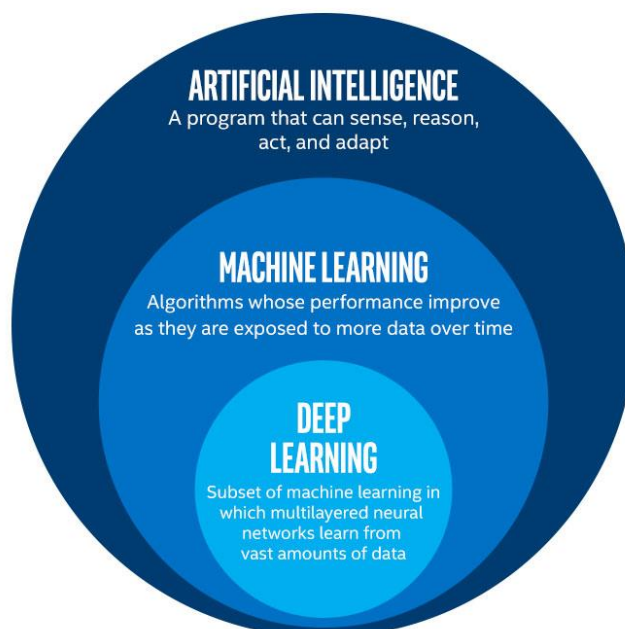 ARTIFICIAL INTELLIGENCE
A program that can sense, reason,
act, and adapt
MACHINE LEARNING
Algorithms whose performance improve
as they are exposed to more data over time
DEEP
LEARNING
Subset of machine learning in
which multilayered neural
networks learn from
vast amounts of data